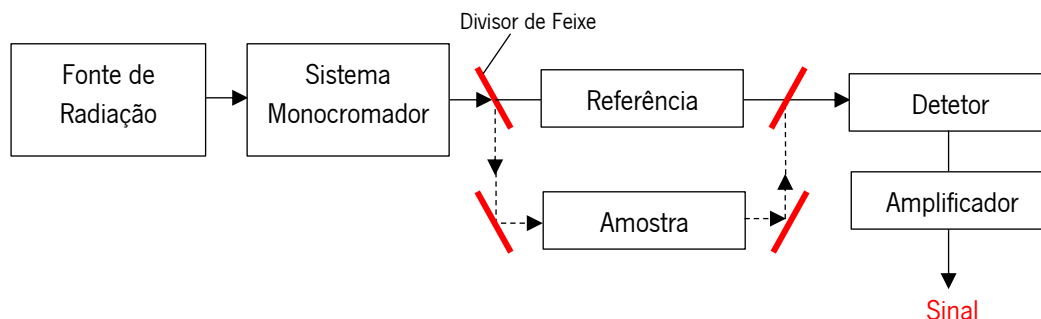 Divisor de Feixe
Fonte de
Radiação
Sistema
Monocromador
Referência
Detetor
Amostra
Amplificador
Sinal